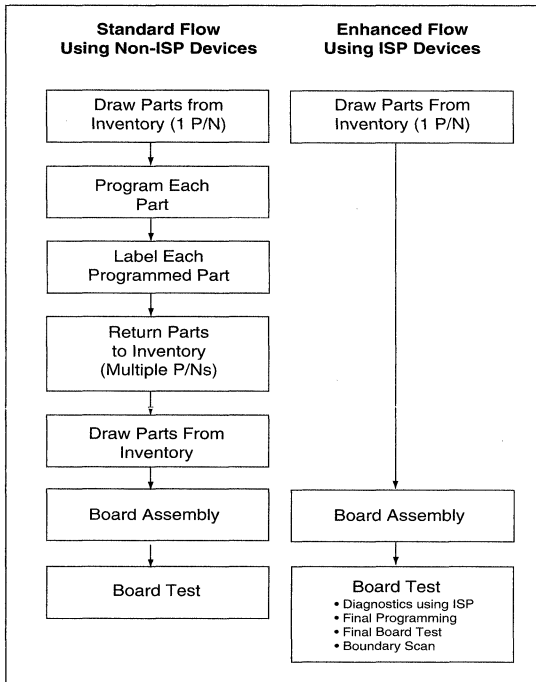 Standard Flow
Using Non-ISP Devices
Draw Parts from
Inventory (1 P/N)
Program Each
Part
Label Each
Programmed Part
Return Parts
to Inventory
(Multiple P/Ns)
Draw Parts From
Inventory
Board Assembly
Board Test
Enhanced Flow
Using ISP Devices
Draw Parts From
Inventory (1 P/N)
Board Assembly
Board Test
• Diagnostics using ISP
• Final Programming
• Final Board Test
• Boundary Scan